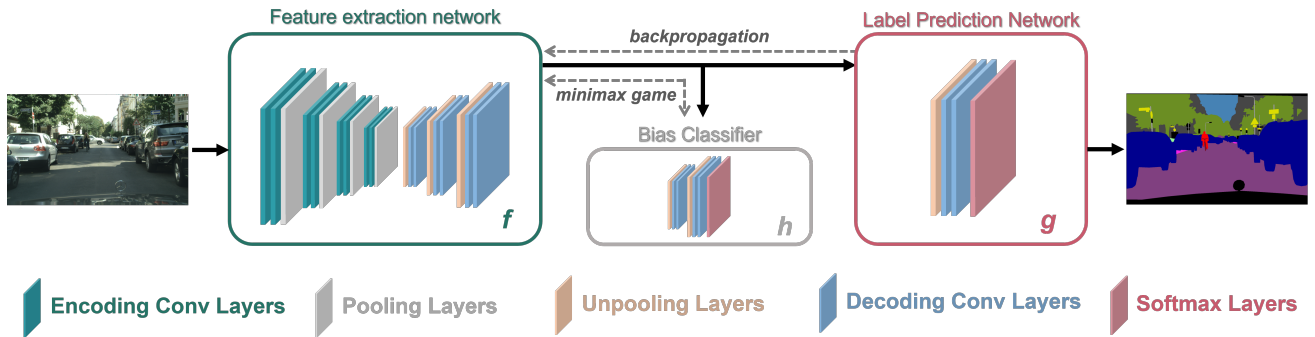 Feature extraction network
Label Prediction Network
backpropagation
minimax game
Bias Classifier
f
h
g
Encoding Conv Layers
Pooling Layers
Unpooling Layers
Decoding Conv Layers
Softmax Layers